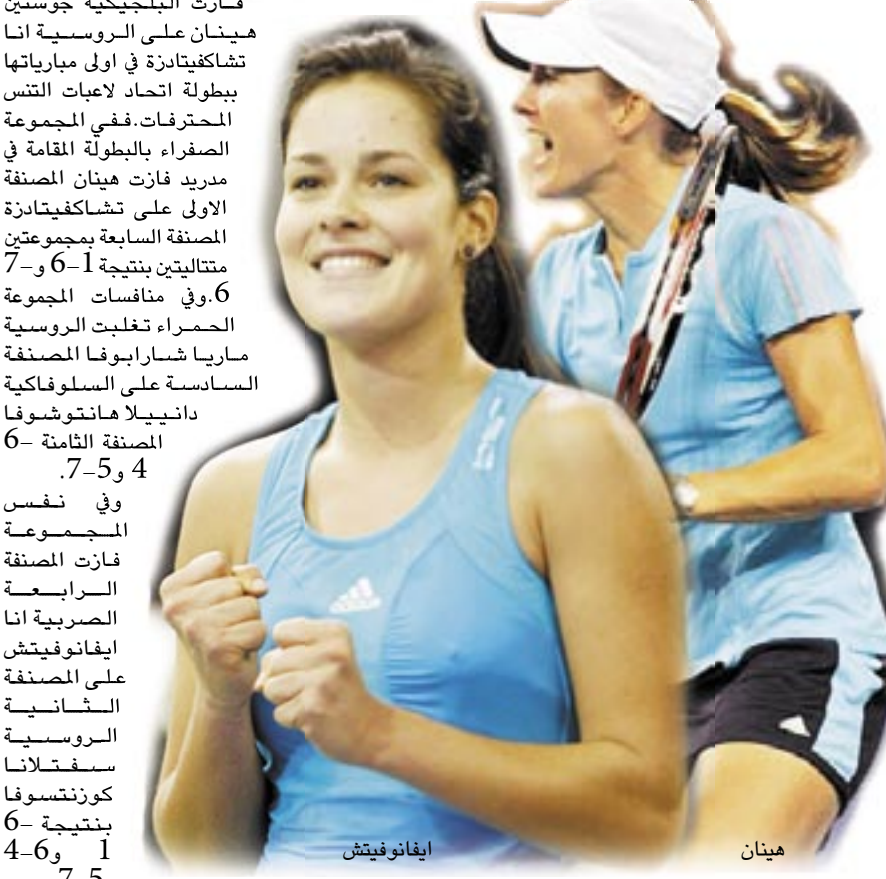 فازت البلجيكية جوستين
هينان على الروسية انا
تشاكفيتادزة في اولى مبارياتها
ببطولة اتحاد لاعبات التنس
المحترفات.ففي المجموعة
الصفراء بالبطولة المقامة في
مدريد فازت هينان المصنفة
الاولى على تشاكفيتادزة
المصنفة السابعة بمجموعتين
متتاليتين بنتيجة 1–6 و–7
6.وفي منافسات المجموعة
الحمراء تغلبت الروسية
ماريا شارابوفا المصنفة
السادسة على السلوفاكية
دانييلا هانتوشوفا
المصنفة الثامنة –6
4 و5–7.
وفي نفس
المجموعة
فازت المصنفة
الرابعة
الصربية انا
ايفانوفيتش
على المصنفة
الثانية
الروسية
سفتلانا
كوزنتسوفا
بنتيجة –6
1 و6–4
5–7
adidas
ايفانوفيتش
هينان